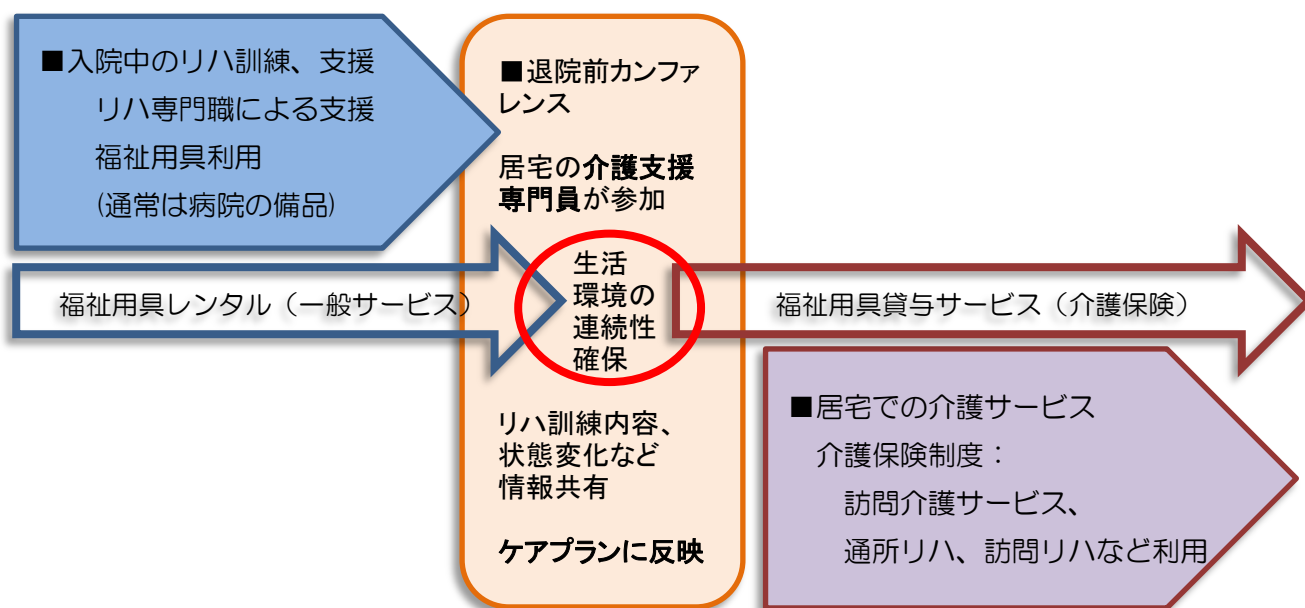 ■入院中のリハ訓練、支援
リハ専門職による支援
福祉用具利用
(通常は病院の備品)
福祉用具レンタル（一般サービス）
■退院前カンファ
レンス
居宅の介護支援
専門員が参加
生活
環境の
連続性
確保
リハ訓練内容、
状態変化など
情報共有
ケアプランに反映
福祉用具貸与サービス（介護保険）
■居宅での介護サービス
介護保険制度：
訪問介護サービス、
通所リハ、訪問リハなど利用